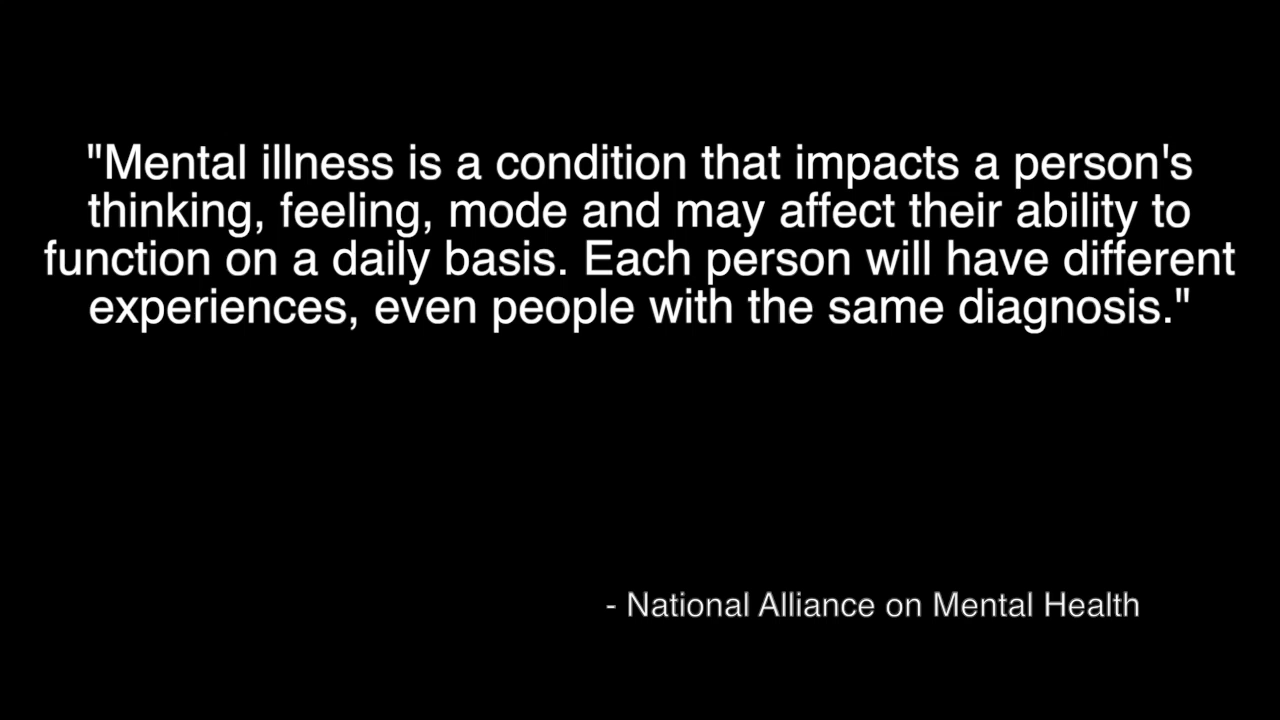 "Mental illness is a condition that impacts a person's
thinking, feeling, mode and may affect their ability to
function on a daily basis. Each person will have different
experiences, even people with the same diagnosis."
- National Alliance on Mental Health